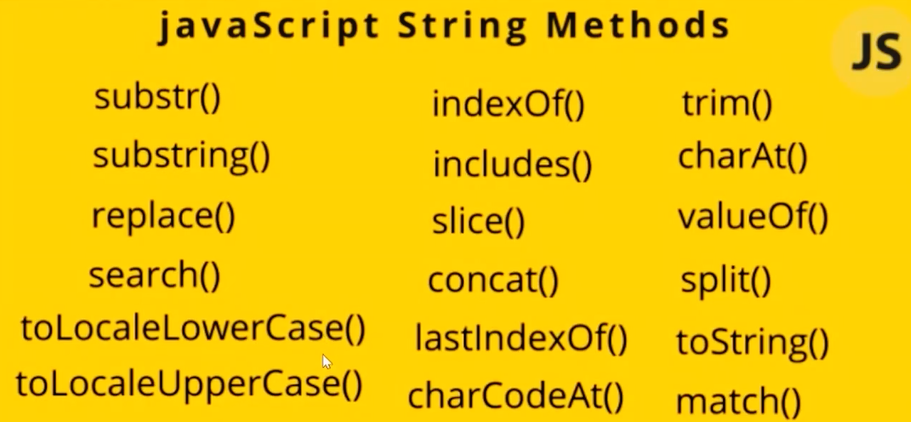 javaScript String Methods
JS
substr()
substring()
replace()
search()
toLocaleLowerCase()
toLocaleUpperCase()
indexOf()
includes()
slice()
concat()
lastIndexOf()
charCodeAt()
trim()
charAt()
valueOf()
split()
toString()
match()